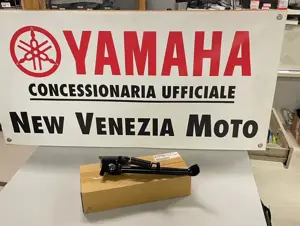 YAMAHA
CONCESSIONARIA UFFICIALE
NEW VENEZIA MOTO